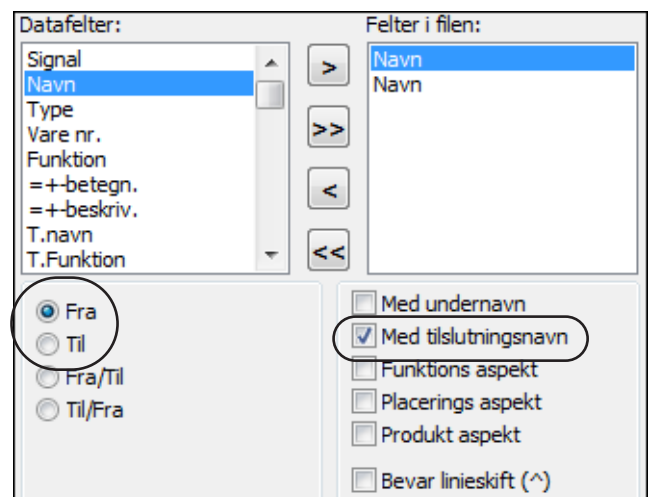 Datafelter:
Felter i filen:
Signal
Navn
Type
Vare nr.
Funktion
=+-betegn.
=+-beskriv.
T.navn
T.Funktion
>
>>
<
<<
Navn
Navn
Fra
Til
Fra/Til
Til/Fra
Med undernavn
Med tilslutningsnavn
Funktions aspekt
Placerings aspekt
Produkt aspekt
Bevar linieskift (^)